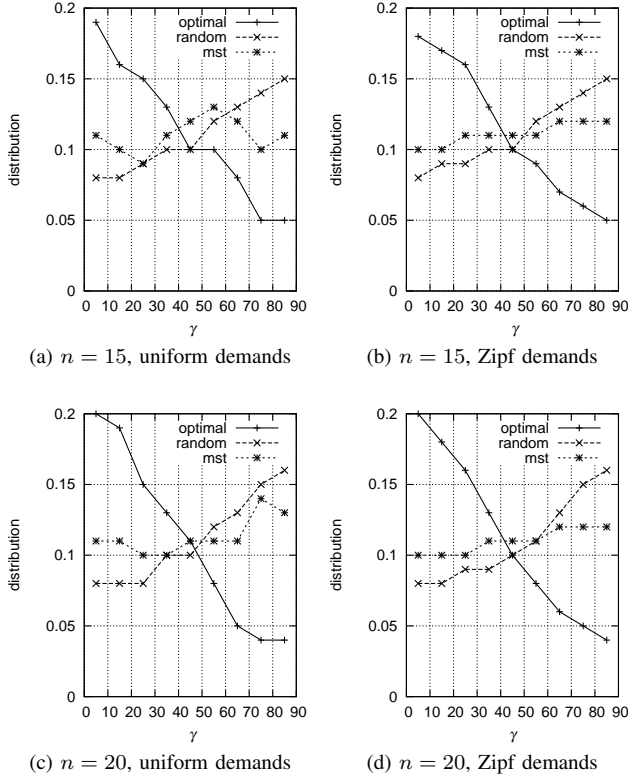 0.2
0.15
0.1
0.05
0
distribution
optimal
random
mst
0 10 20 30 40 50 60 70 80 90
γ
(a) n = 15, uniform demands
0.2
0.15
0.1
0.05
0
distribution
optimal
random
mst
0 10 20 30 40 50 60 70 80 90
γ
(b) n = 15, Zipf demands
0.2
0.15
0.1
0.05
0
distribution
optimal
random
mst
0 10 20 30 40 50 60 70 80 90
γ
(c) n = 20, uniform demands
0.2
0.15
0.1
0.05
0
distribution
optimal
random
mst
0 10 20 30 40 50 60 70 80 90
γ
(d) n = 20, Zipf demands